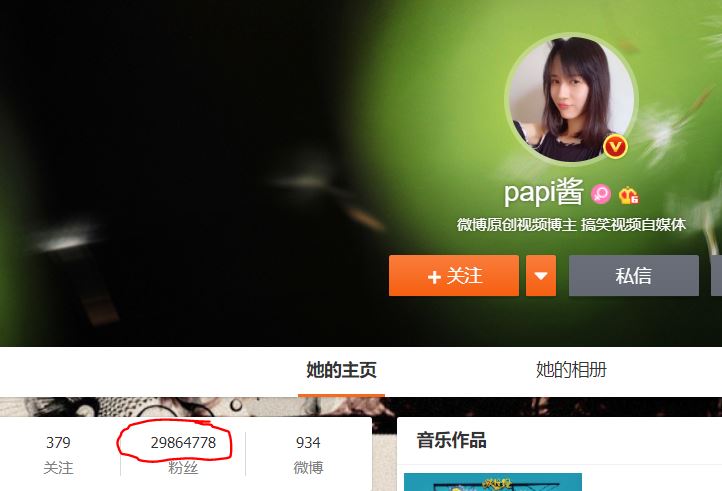 papi酱
微博原创视频博主 搞笑视频自媒体
+ 关注
私信
她的主页
她的相册
379
29864778
934
关注
粉丝
微博
音乐作品